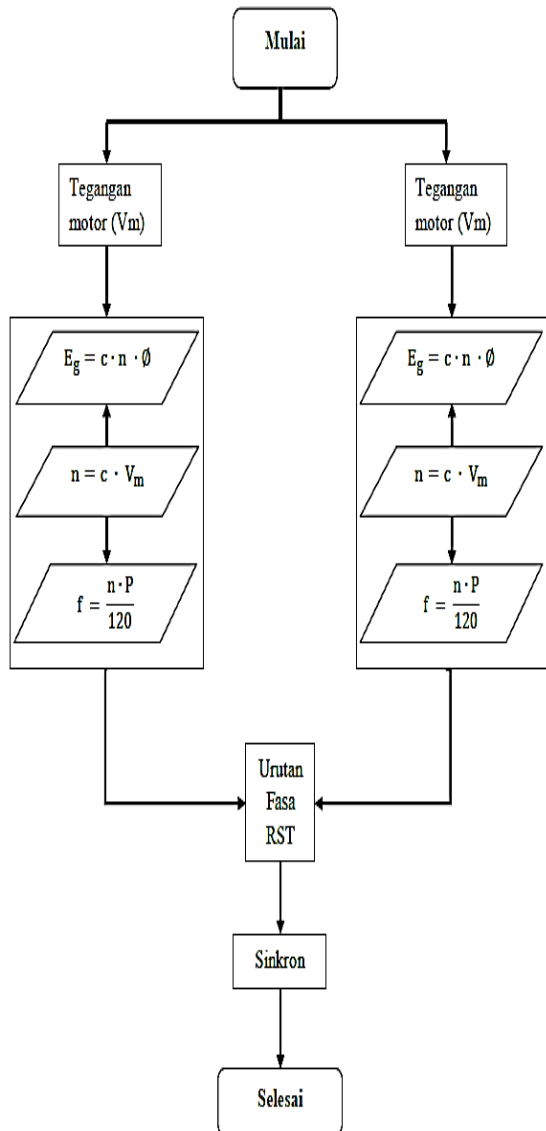 Mulai
Tegangan
motor (Vm)
E_g = c · n · Ø
n = c · V_m
f = n · P / 120
Tegangan
motor (Vm)
E_g = c · n · Ø
n = c · V_m
f = n · P / 120
Urutan
Fasa
RST
Sinkron
Selesai